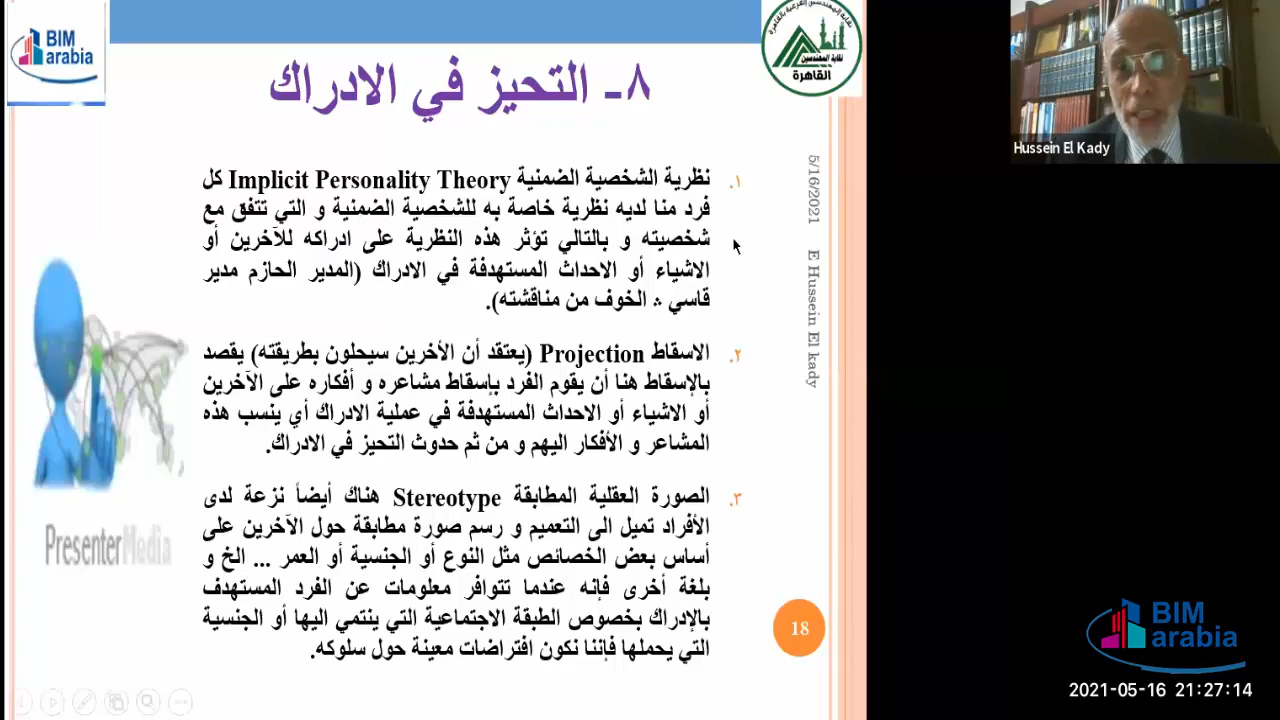 BIM
arabia
نقابة المهندسين الفرعية بالقاهرة
نقابة المهندسين
القاهرة
٨- التحيز في الادراك
١. نظرية الشخصية الضمنية Implicit Personality Theory كل
فرد منا لديه نظرية خاصة به للشخصية الضمنية و التي تتفق مع
شخصيته و بالتالي تؤثر هذه النظرية على ادراكه للآخرين أو
الاشياء أو الاحداث المستهدفة في الادراك (المدير الحازم مدير
قاسي ∴ الخوف من مناقشته).
٢. الاسقاط Projection (يعتقد أن الأخرين سيحلون بطريقته) يقصد
بالإسقاط هنا أن يقوم الفرد بإسقاط مشاعره و أفكاره على الآخرين
أو الاشياء أو الاحداث المستهدفة في عملية الادراك أي ينسب هذه
المشاعر و الأفكار اليهم و من ثم حدوث التحيز في الادراك.
٣. الصورة العقلية المطابقة Stereotype هناك أيضاً نزعة لدى
الأفراد تميل الى التعميم و رسم صورة مطابقة حول الآخرين على
أساس بعض الخصائص مثل النوع أو الجنسية أو العمر ... الخ و
بلغة أخرى فإنه عندما تتوافر معلومات عن الفرد المستهدف
بالإدراك بخصوص الطبقة الاجتماعية التي ينتمي اليها أو الجنسية
التي يحملها فإننا نكون افتراضات معينة حول سلوكه.
5/16/2021 E Hussein El kady
PresenterMedia
18
Hussein El Kady
BIM
arabia
2021-05-16 21:27:14